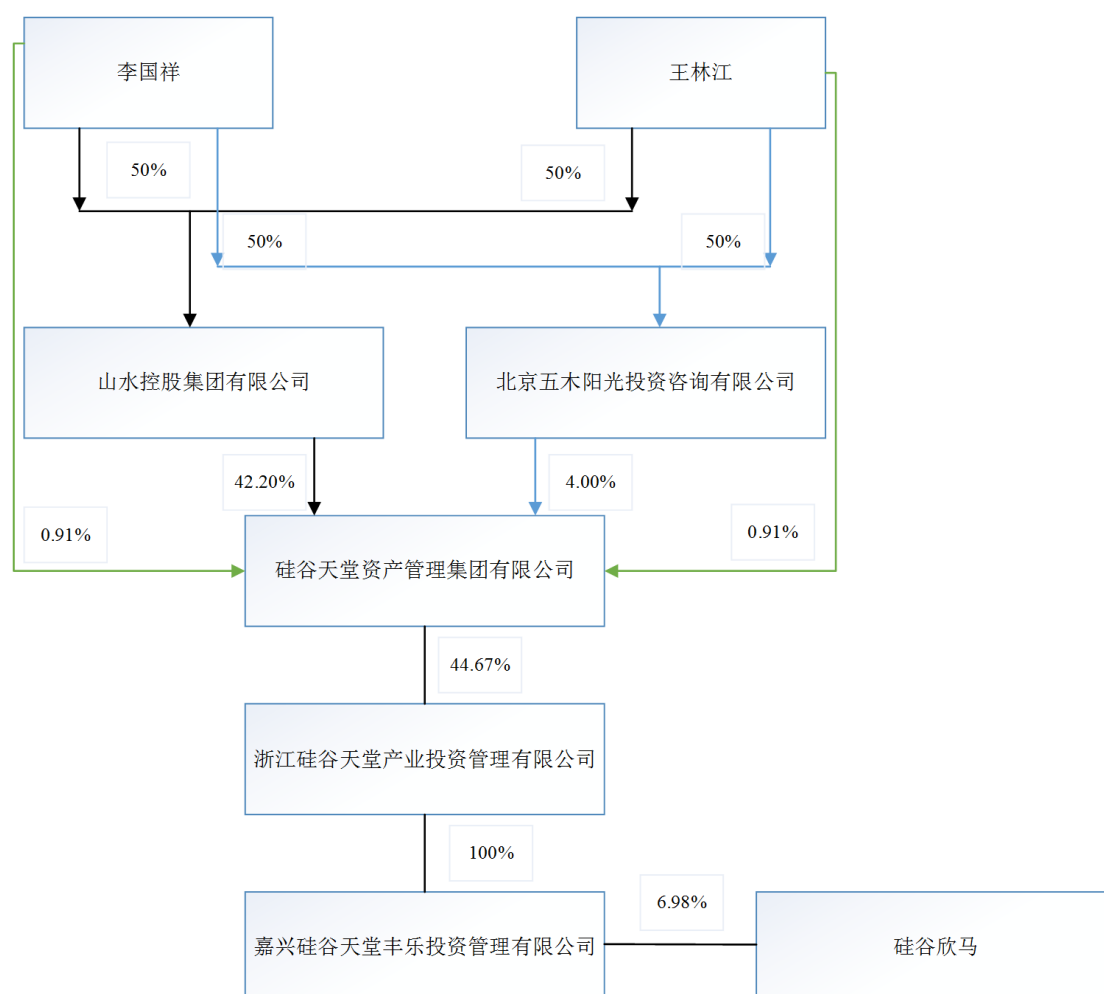 李国祥
王林江
50%
50%
50%
50%
山水控股集团有限公司
北京五木阳光投资咨询有限公司
42.20%
4.00%
0.91%
0.91%
硅谷天堂资产管理集团有限公司
44.67%
浙江硅谷天堂产业投资管理有限公司
100%
6.98%
嘉兴硅谷天堂丰乐投资管理有限公司
硅谷欣马